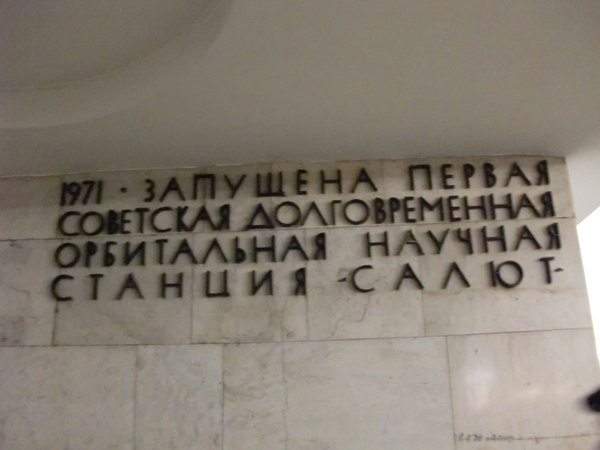 1971 · ЗАПУЩЕНА ПЕРВАЯ
СОВЕТСКАЯ ДОЛГОВРЕМЕННАЯ
ОРБИТАЛЬНАЯ НАУЧНАЯ
СТАНЦИЯ -САЛЮТ-